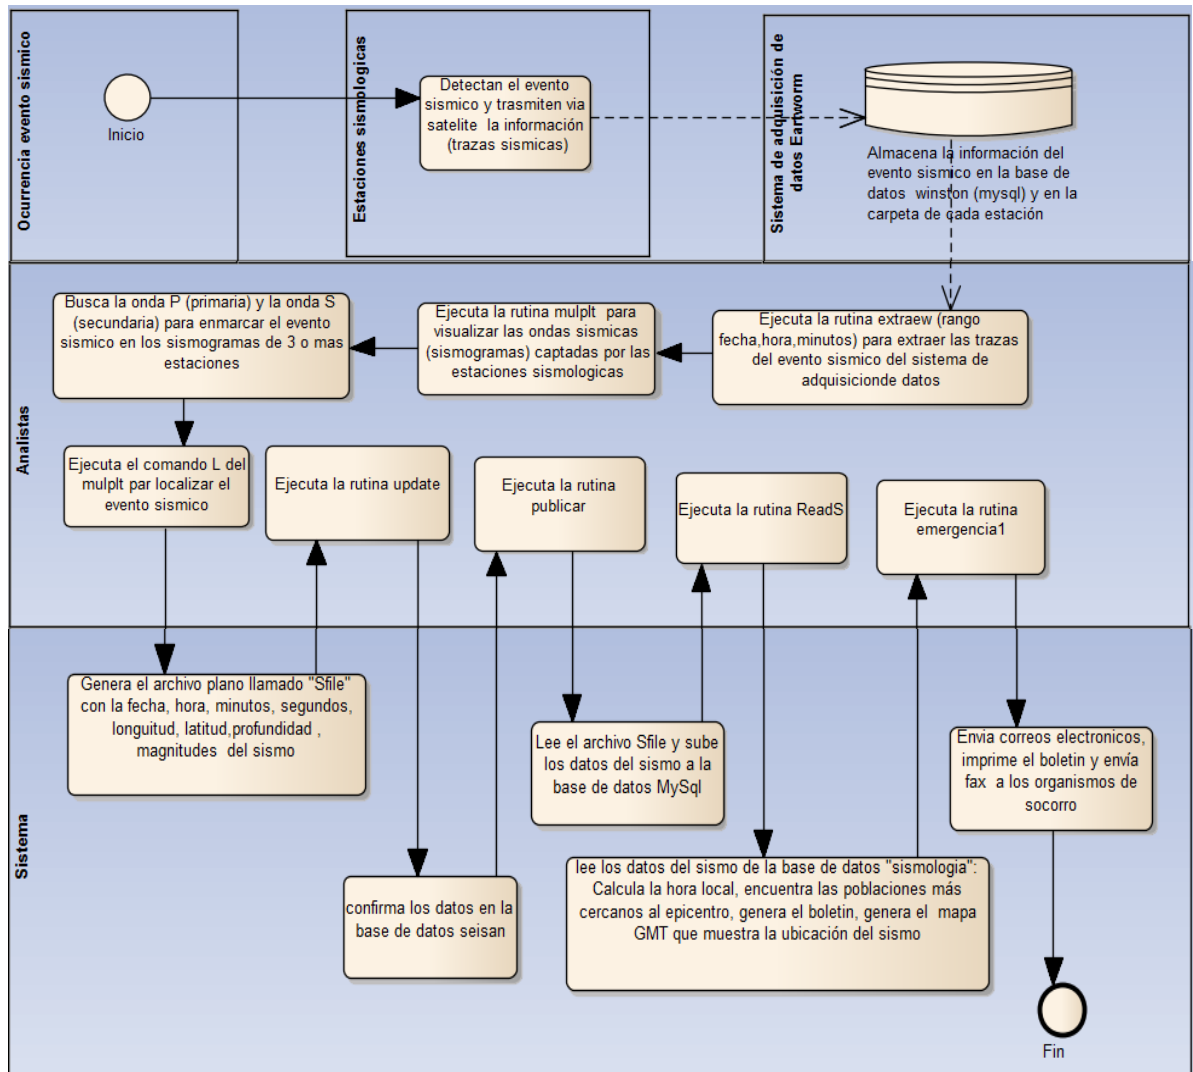 Ocurrencia evento sismico
Inicio
Estaciones sismologicas
Detectan el evento
sismico y trasmiten via
satelite la información
(trazas sismicas)
Sistema de adquisición de
datos Eartworm
Almacena la información del
evento sismico en la base de
datos winston (mysql) y en la
carpeta de cada estación
Analistas
Busca la onda P (primaria) y la onda S
(secundaria) para enmarcar el evento
sismico en los sismogramas de 3 o mas
estaciones
Ejecuta la rutina mulplt para
visualizar las ondas sismicas
(sismogramas) captadas por las
estaciones sismologicas
Ejecuta la rutina extraew (rango
fecha,hora,minutos) para extraer las trazas
del evento sismico del sistema de
adquisicionde datos
Ejecuta el comando L del
mulplt par localizar el
evento sismico
Ejecuta la rutina update
Ejecuta la rutina
publicar
Ejecuta la rutina ReadS
Ejecuta la rutina
emergencia1
Sistema
Genera el archivo plano llamado "Sfile"
con la fecha, hora, minutos, segundos,
longuitud, latitud,profundidad ,
magnitudes del sismo
confirma los datos en la
base de datos seisan
Lee el archivo Sfile y sube
los datos del sismo a la
base de datos MySql
lee los datos del sismo de la base de datos "sismologia":
Calcula la hora local, encuentra las poblaciones más
cercanos al epicentro, genera el boletin, genera el mapa
GMT que muestra la ubicación del sismo
Envia correos electronicos,
imprime el boletin y envía
fax a los organismos de
socorro
Fin